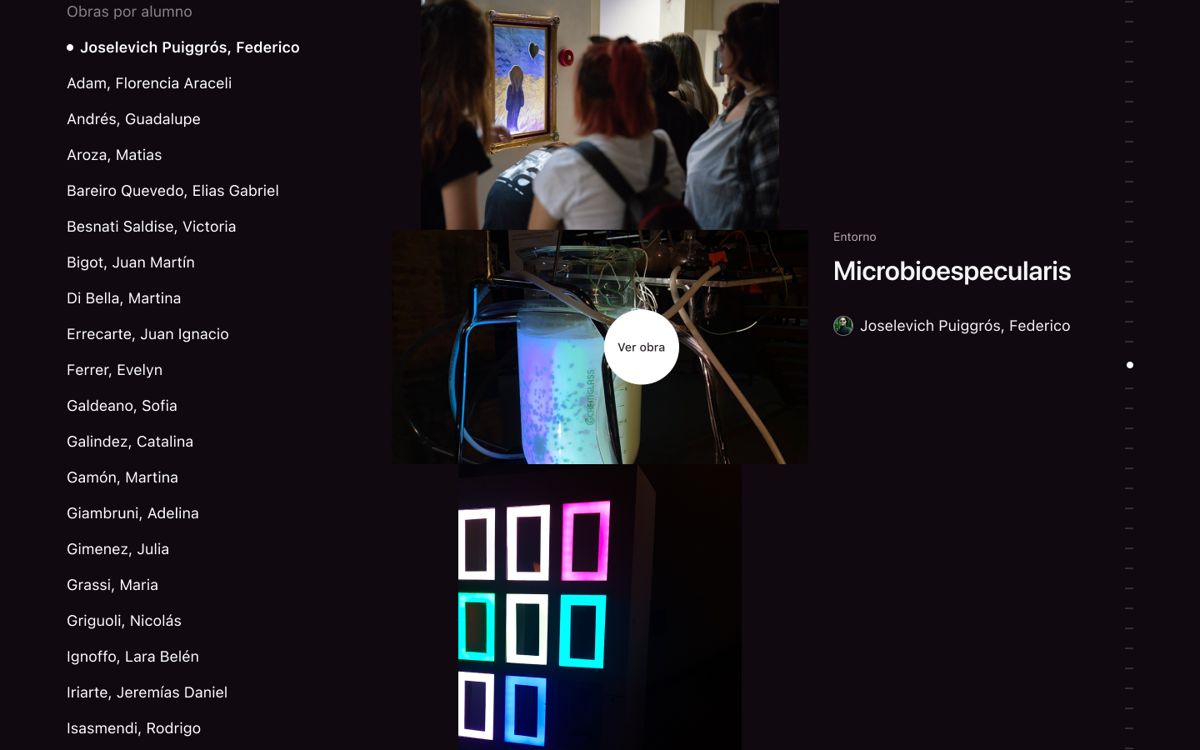 Obras por alumno
Joselevich Puiggrós, Federico
Adam, Florencia Araceli
Andrés, Guadalupe
Aroza, Matias
Bareiro Quevedo, Elias Gabriel
Besnati Saldise, Victoria
Bigot, Juan Martín
Di Bella, Martina
Errecarte, Juan Ignacio
Ferrer, Evelyn
Galdeano, Sofia
Galindez, Catalina
Gamón, Martina
Giambruni, Adelina
Gimenez, Julia
Grassi, Maria
Griguoli, Nicolás
Ignoffo, Lara Belén
Iriarte, Jeremías Daniel
Isasmendi, Rodrigo
Ver obra
CHEMGLASS
Entorno
Microbioespecularis
Joselevich Puiggrós, Federico